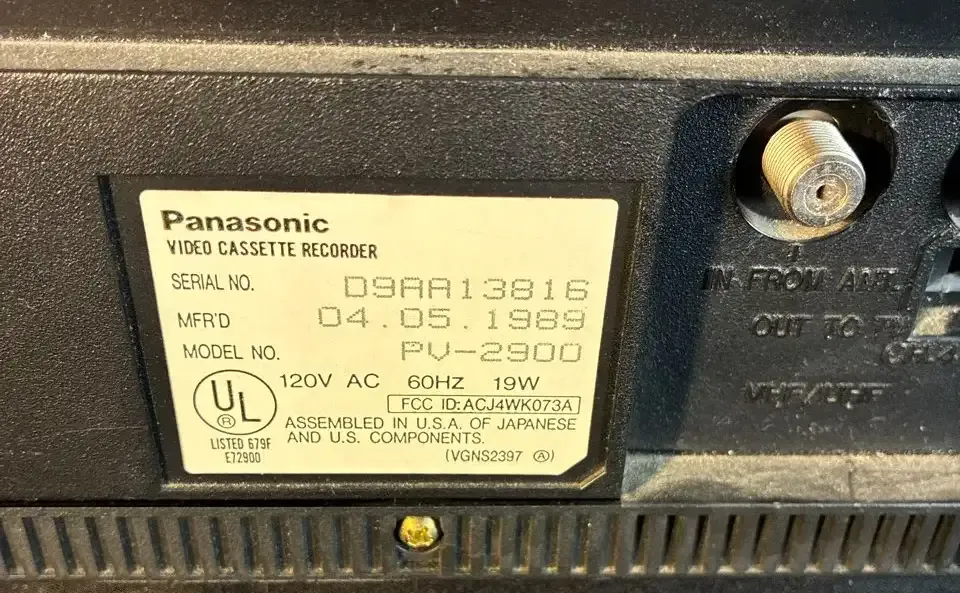 Panasonic
VIDEO CASSETTE RECORDER
SERIAL NO. D9AA13816
MFR'D 04.05.1989
MODEL NO. PV-2900
120V AC 60HZ 19W
FCC ID:ACJ4WK073A
UL
®
LISTED 679F
E72900
ASSEMBLED IN U.S.A. OF JAPANESE
AND U.S. COMPONENTS.
(VGNS2397 Ⓐ)
IN FROM ANT.
OUT TO
VHF/UHF